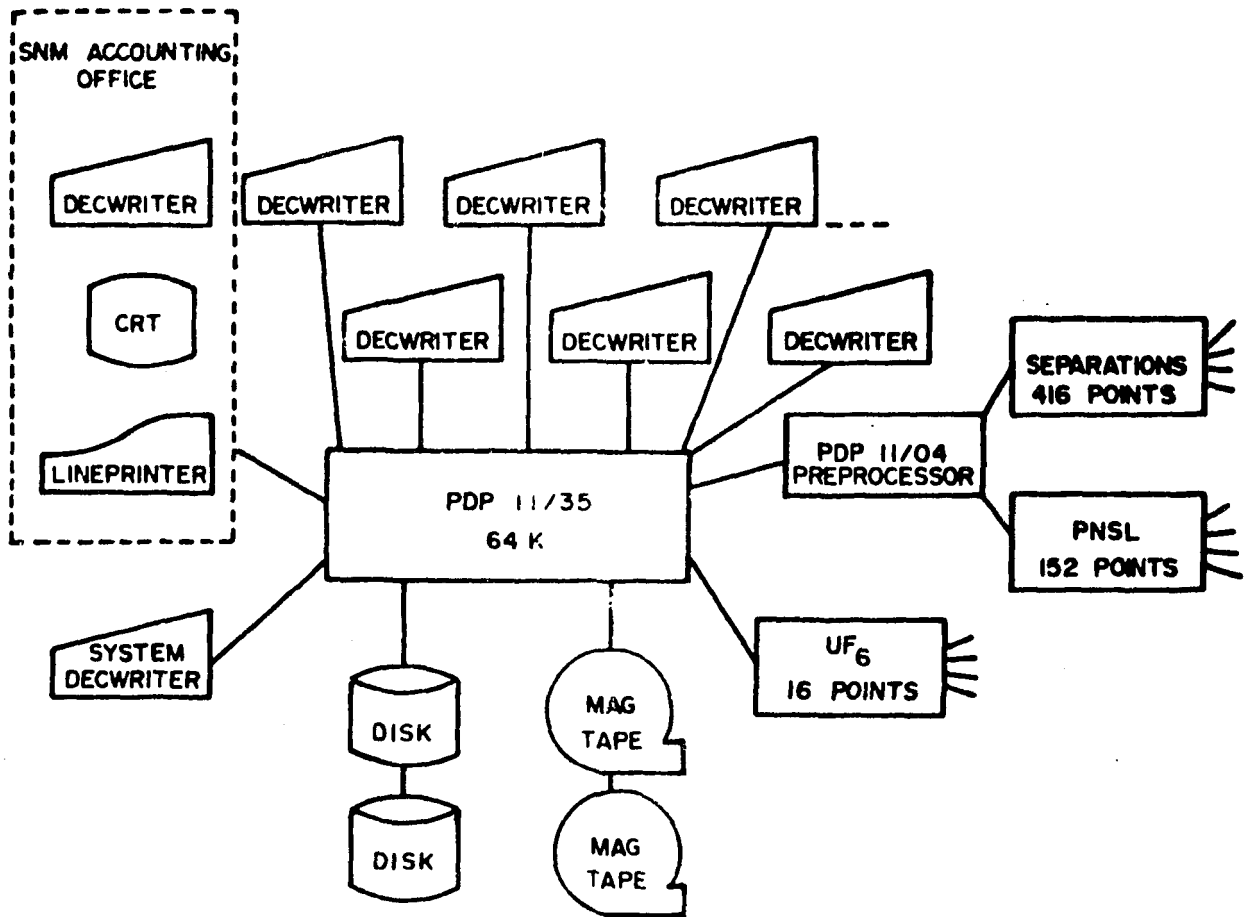 SNM ACCOUNTING
OFFICE
DECWRITER
DECWRITER
DECWRITER
DECWRITER
CRT
DECWRITER
DECWRITER
DECWRITER
SEPARATIONS
416 POINTS
LINEPRINTER
PDP 11/04
PREPROCESSOR
PDP 11/35
64 K
PNSL
152 POINTS
SYSTEM
DECWRITER
UF6
16 POINTS
DISK
MAG
TAPE
DISK
MAG
TAPE